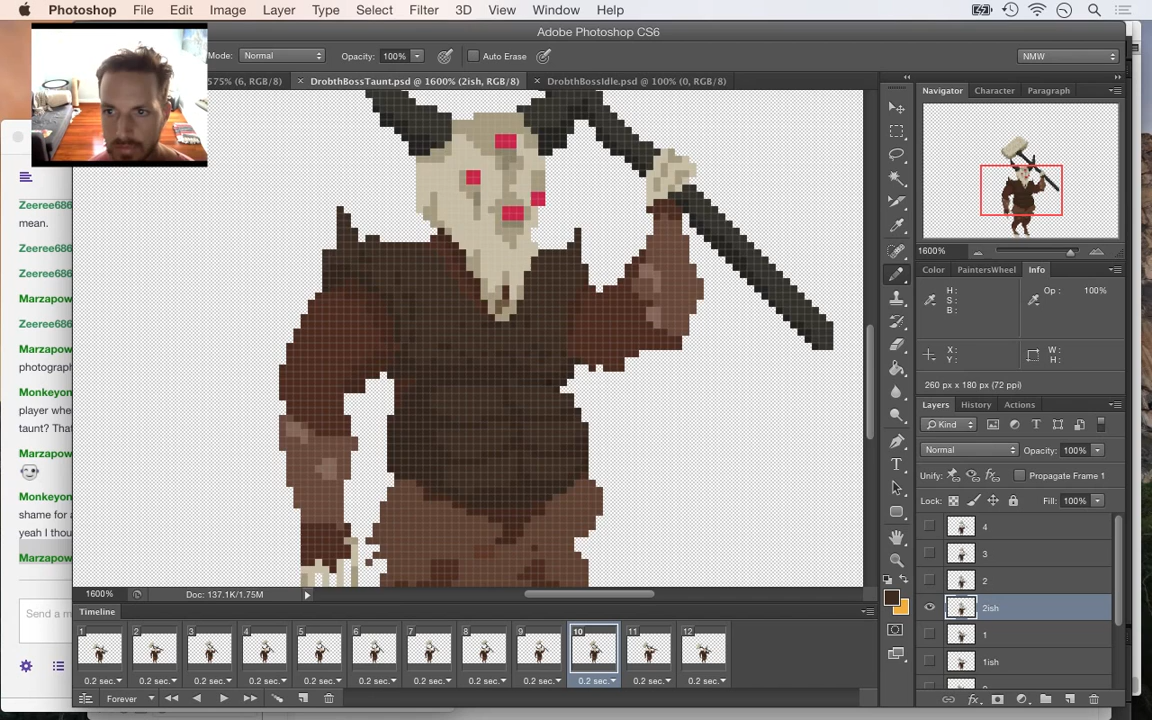 Photoshop File Edit Image Layer Type Select Filter 3D View Window Help
Adobe Photoshop CS6
Mode: Normal Opacity: 100% Auto Erase NMW
575% (6, RGB/8) × DrobthBossTaunt.psd @ 1600% (2ish, RGB/8) × DrobthBossIdle.psd @ 100% (0, RGB/8)
Navigator Character Paragraph
1600%
Color PaintersWheel Info
H:
S:
B:
Op: 100%
X:
Y:
W:
H:
260 px x 180 px (72 ppi)
Layers History Actions
Kind
Normal Opacity: 100%
Unify: Propagate Frame 1
Lock: Fill: 100%
4
3
2
2ish
1
1ish
Zeeree686
mean.
Zeeree686
Zeeree686
Marzapow
Zeeree686
Marzapow
photograph
Monkeyon
player whe
taunt? That
Marzapow
Monkeyon
shame for a
yeah I thou
Marzapow
Send a m
1600% Doc: 137.1K/1.75M
Timeline
1 2 3 4 5 6 7 8 9 10 11 12
0.2 sec. 0.2 sec. 0.2 sec. 0.2 sec. 0.2 sec. 0.2 sec. 0.2 sec. 0.2 sec. 0.2 sec. 0.2 sec. 0.2 sec. 0.2 sec.
Forever